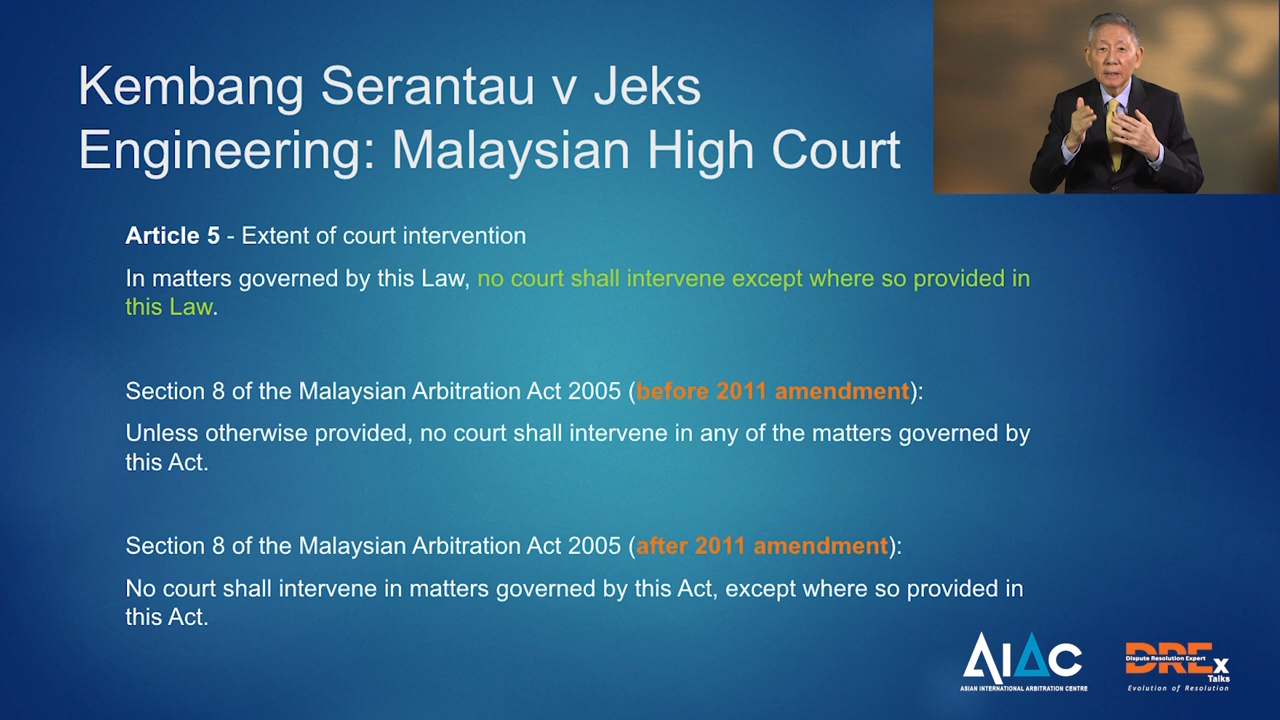 Kembang Serantau v Jeks
Engineering: Malaysian High Court
Article 5 - Extent of court intervention
In matters governed by this Law, no court shall intervene except where so provided in
this Law.
Section 8 of the Malaysian Arbitration Act 2005 (before 2011 amendment):
Unless otherwise provided, no court shall intervene in any of the matters governed by
this Act.
Section 8 of the Malaysian Arbitration Act 2005 (after 2011 amendment):
No court shall intervene in matters governed by this Act, except where so provided in
this Act.
AIAC
ASIAN INTERNATIONAL ARBITRATION CENTRE
DREx
Dispute Resolution Expert
Talks
Evolution of Resolution